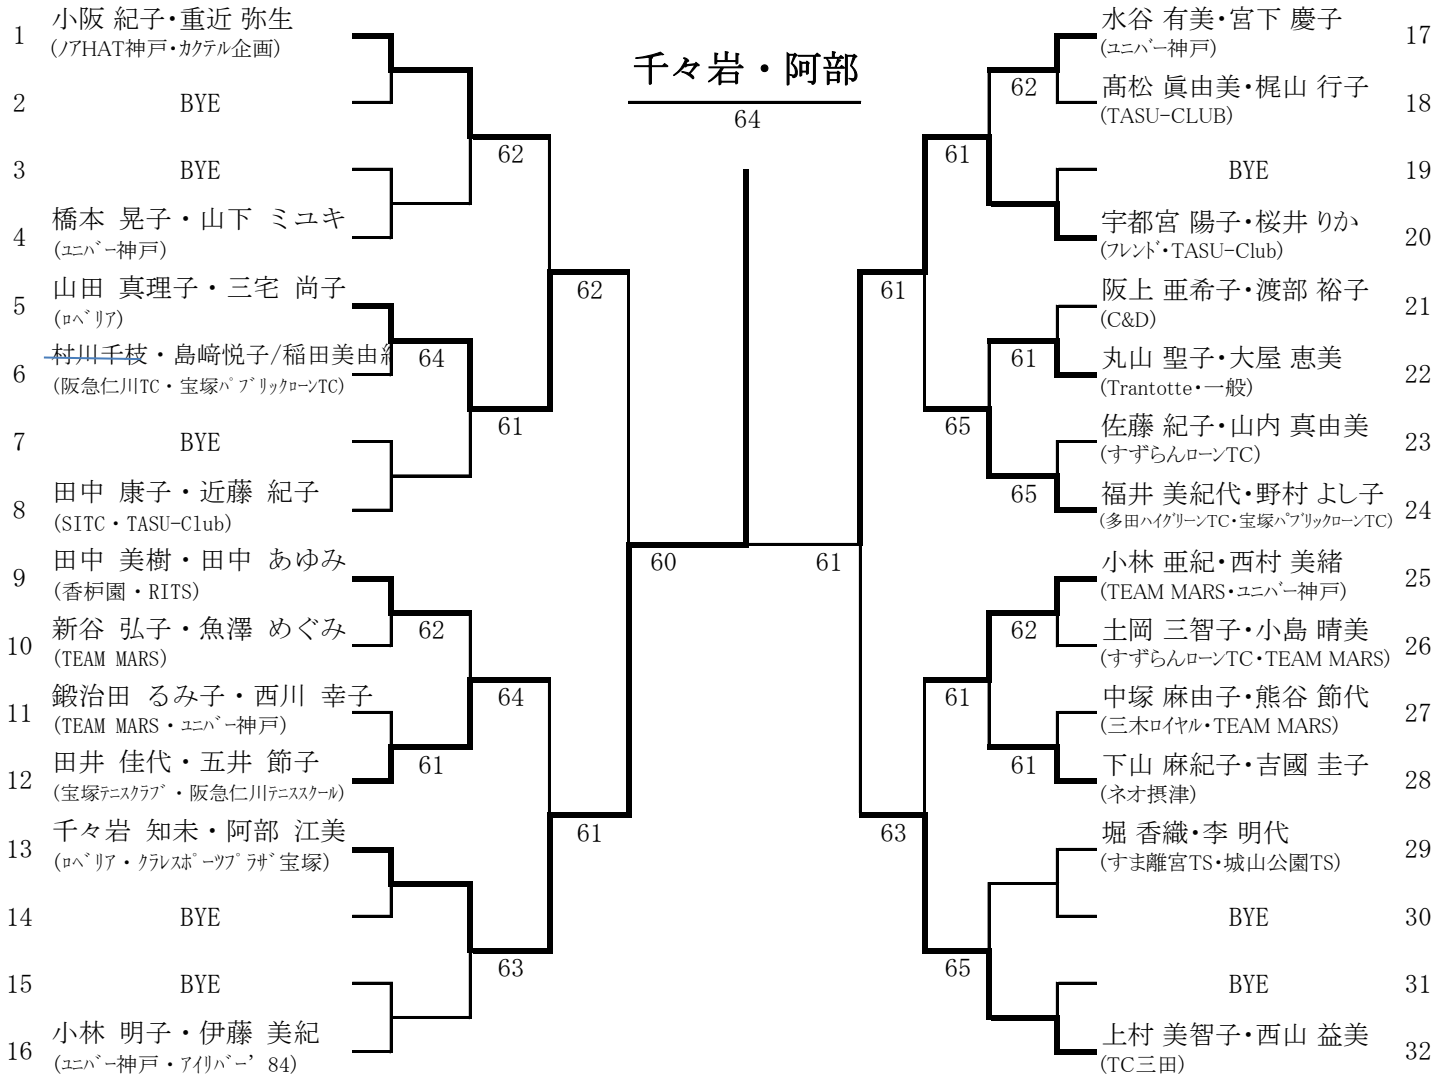 千々岩・阿部
64
1
小阪 紀子・重近 弥生
(ノアHAT神戸・カクテル企画)
2
BYE
62
3
BYE
4
橋本 晃子・山下 ミユキ
(ユニバー神戸)
62
5
山田 真理子・三宅 尚子
(ロベリア)
64
6
村川千枝・島﨑悦子/稲田美由紀
(阪急仁川TC・宝塚パブリックローンTC)
61
7
BYE
8
田中 康子・近藤 紀子
(SITC・TASU-Club)
60
9
田中 美樹・田中 あゆみ
(香枦園・RITS)
62
10
新谷 弘子・魚澤 めぐみ
(TEAM MARS)
64
11
鍛治田 るみ子・西川 幸子
(TEAM MARS・ユニバー神戸)
61
12
田井 佳代・五井 節子
(宝塚テニスクラブ・阪急仁川テニススクール)
61
13
千々岩 知未・阿部 江美
(ロベリア・クラレスポーツプラザ宝塚)
14
BYE
63
15
BYE
16
小林 明子・伊藤 美紀
(ユニバー神戸・アイリバー’84)
水谷 有美・宮下 慶子
17
(ユニバー神戸)
62
髙松 眞由美・梶山 行子
18
(TASU-CLUB)
61
BYE
19
宇都宮 陽子・桜井 りか
20
(フレンド・TASU-Club)
61
阪上 亜希子・渡部 裕子
21
(C&D)
61
丸山 聖子・大屋 恵美
22
(Trantotte・一般)
65
佐藤 紀子・山内 真由美
23
(すずらんローンTC)
65
福井 美紀代・野村 よし子
24
(多田ハイグリーンTC・宝塚パブリックローンTC)
61
小林 亜紀・西村 美緒
25
(TEAM MARS・ユニバー神戸)
62
土岡 三智子・小島 晴美
26
(すずらんローンTC・TEAM MARS)
61
中塚 麻由子・熊谷 節代
27
(三木ロイヤル・TEAM MARS)
61
下山 麻紀子・吉國 圭子
28
(ネオ摂津)
63
堀 香織・李 明代
29
(すま離宮TS・城山公園TS)
BYE
30
65
BYE
31
上村 美智子・西山 益美
32
(TC三田)